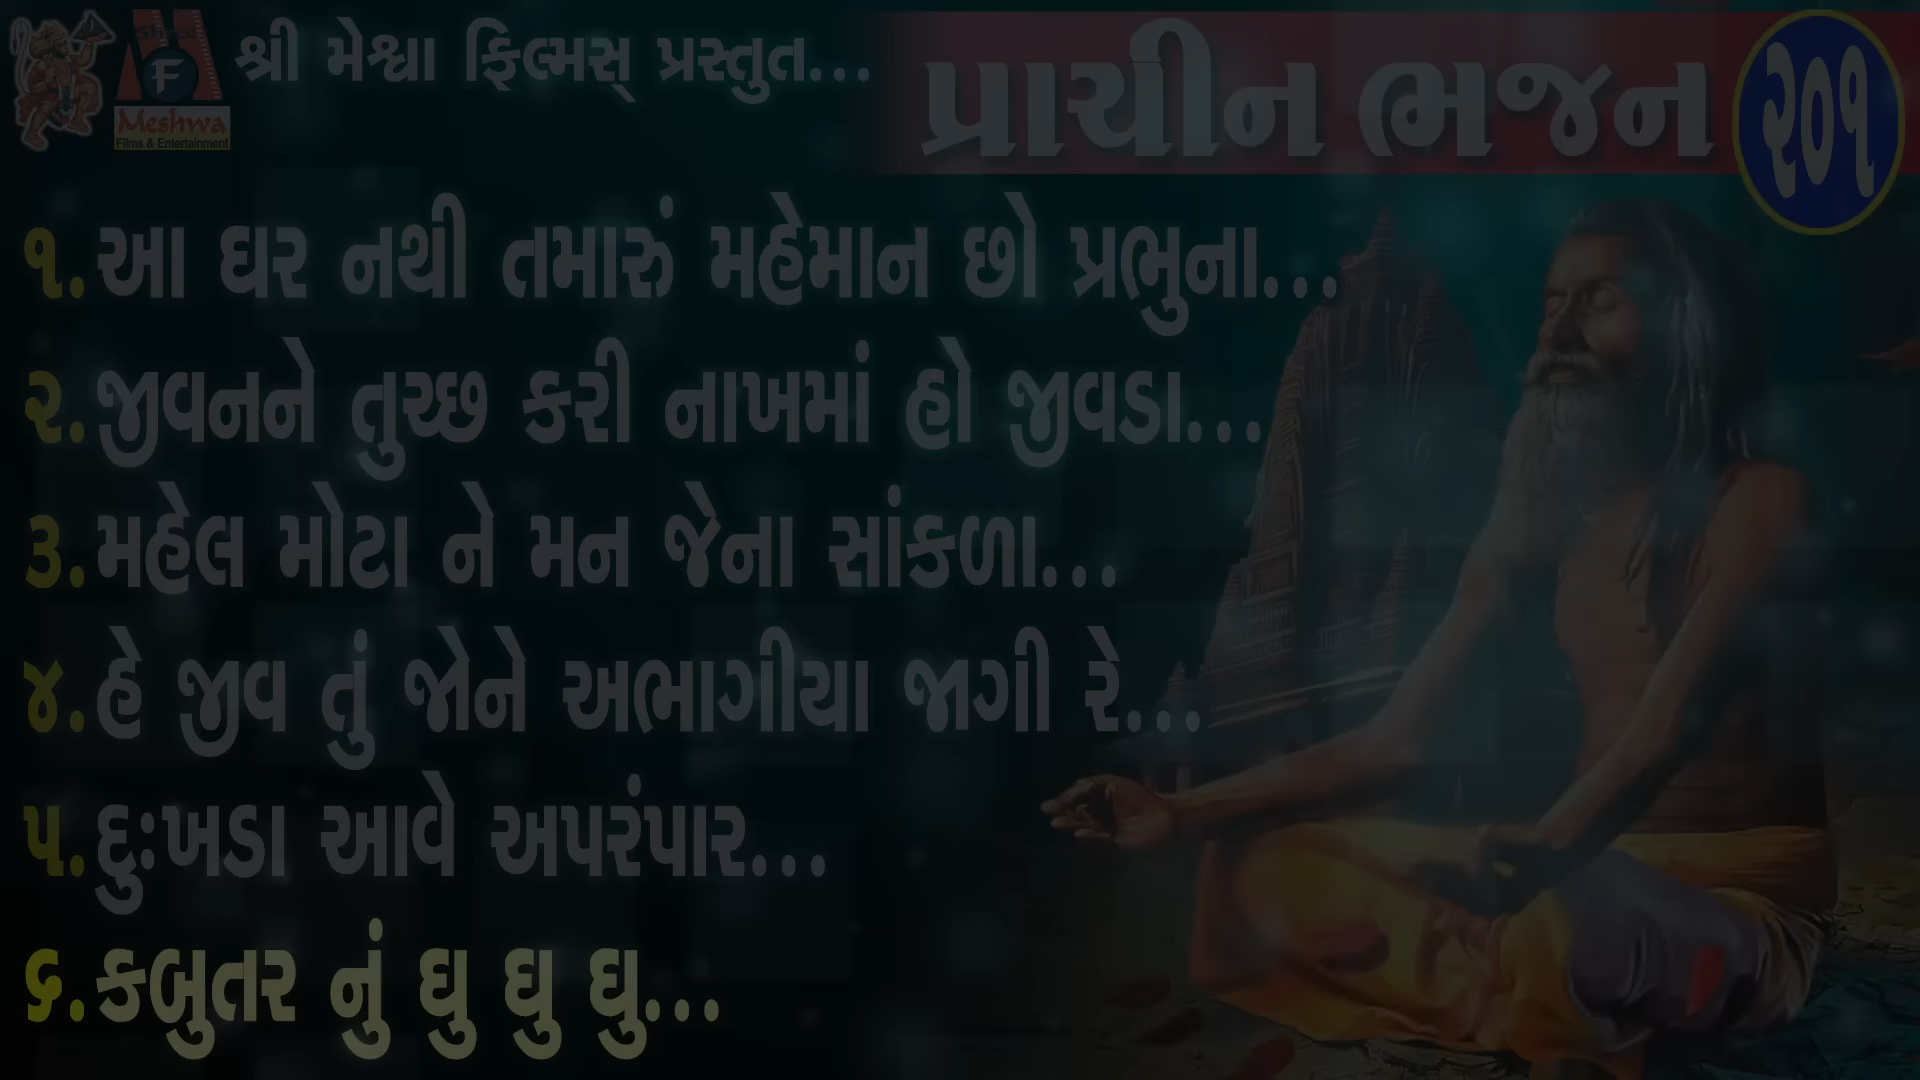 શ્રી મેશ્વા ફિલ્મસ્ પ્રસ્તુત...
પ્રાચીન ભજન ૨૦૧
Shree
F
Meshwa
Films & Entertainment
૧. આ ઘર નથી તમારું મહેમાન છો પ્રભુના...
૨. જીવનને તુચ્છ કરી નાખમાં હો જીવડા...
૩. મહેલ મોટા ને મન જેના સાંકળા...
૪. હે જીવ તું જોને અભાગીયા જાગી રે...
૫. દુઃખડા આવે અપરંપાર...
૬. કબુતર નું ઘુ ઘુ ઘુ...